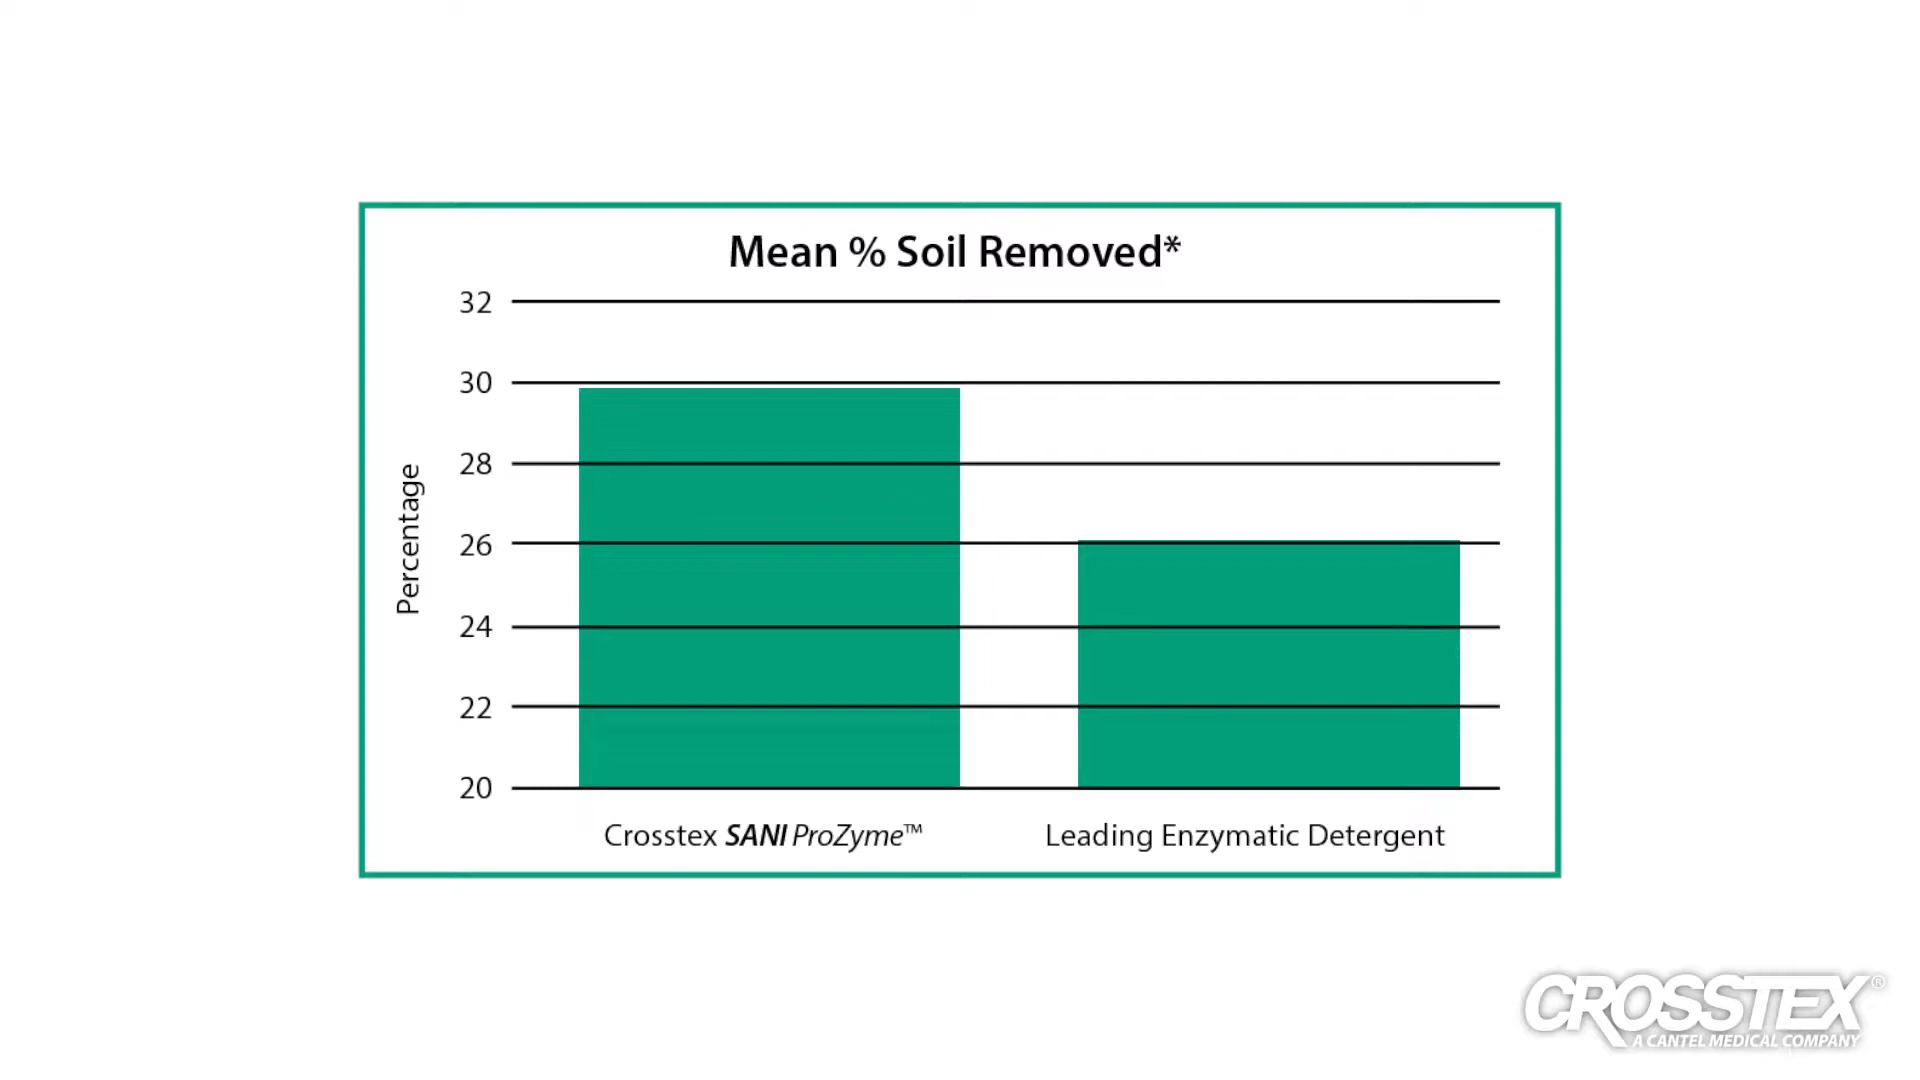 Mean % Soil Removed*
32
30
28
26
24
22
20
Percentage
Crosstex SANI ProZyme™
Leading Enzymatic Detergent
CROSSTEX®
A CANTEL MEDICAL COMPANY